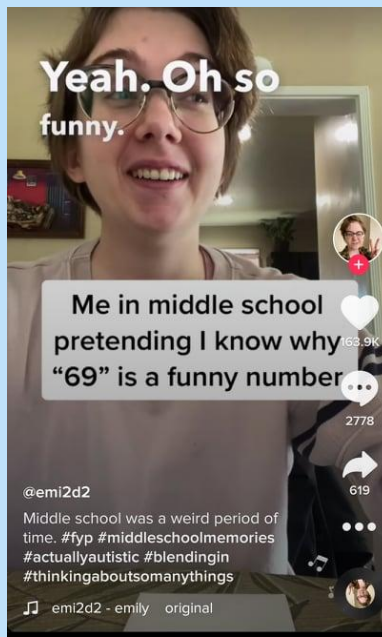 Yeah. Oh so
funny.
Me in middle school
pretending I know why
“69” is a funny number
163.9K
2778
619
@emi2d2
Middle school was a weird period of
time. #fyp #middleschoolmemories
#actuallyautistic #blendingin
#thinkingaboutsomanythings
emi2d2 - emily original